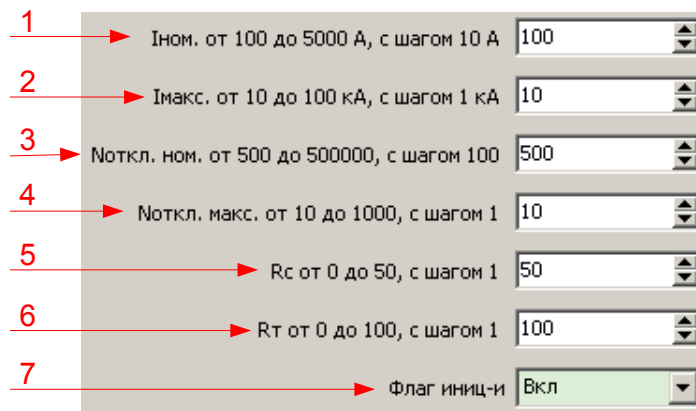 1 Iном. от 100 до 5000 А, с шагом 10 А 100
2 Iмакс. от 10 до 100 кА, с шагом 1 кА 10
3 Nоткл. ном. от 500 до 500000, с шагом 100 500
4 Nоткл. макс. от 10 до 1000, с шагом 1 10
5 Rс от 0 до 50, с шагом 1 50
6 Rт от 0 до 100, с шагом 1 100
7 Флаг иниц-и Вкл